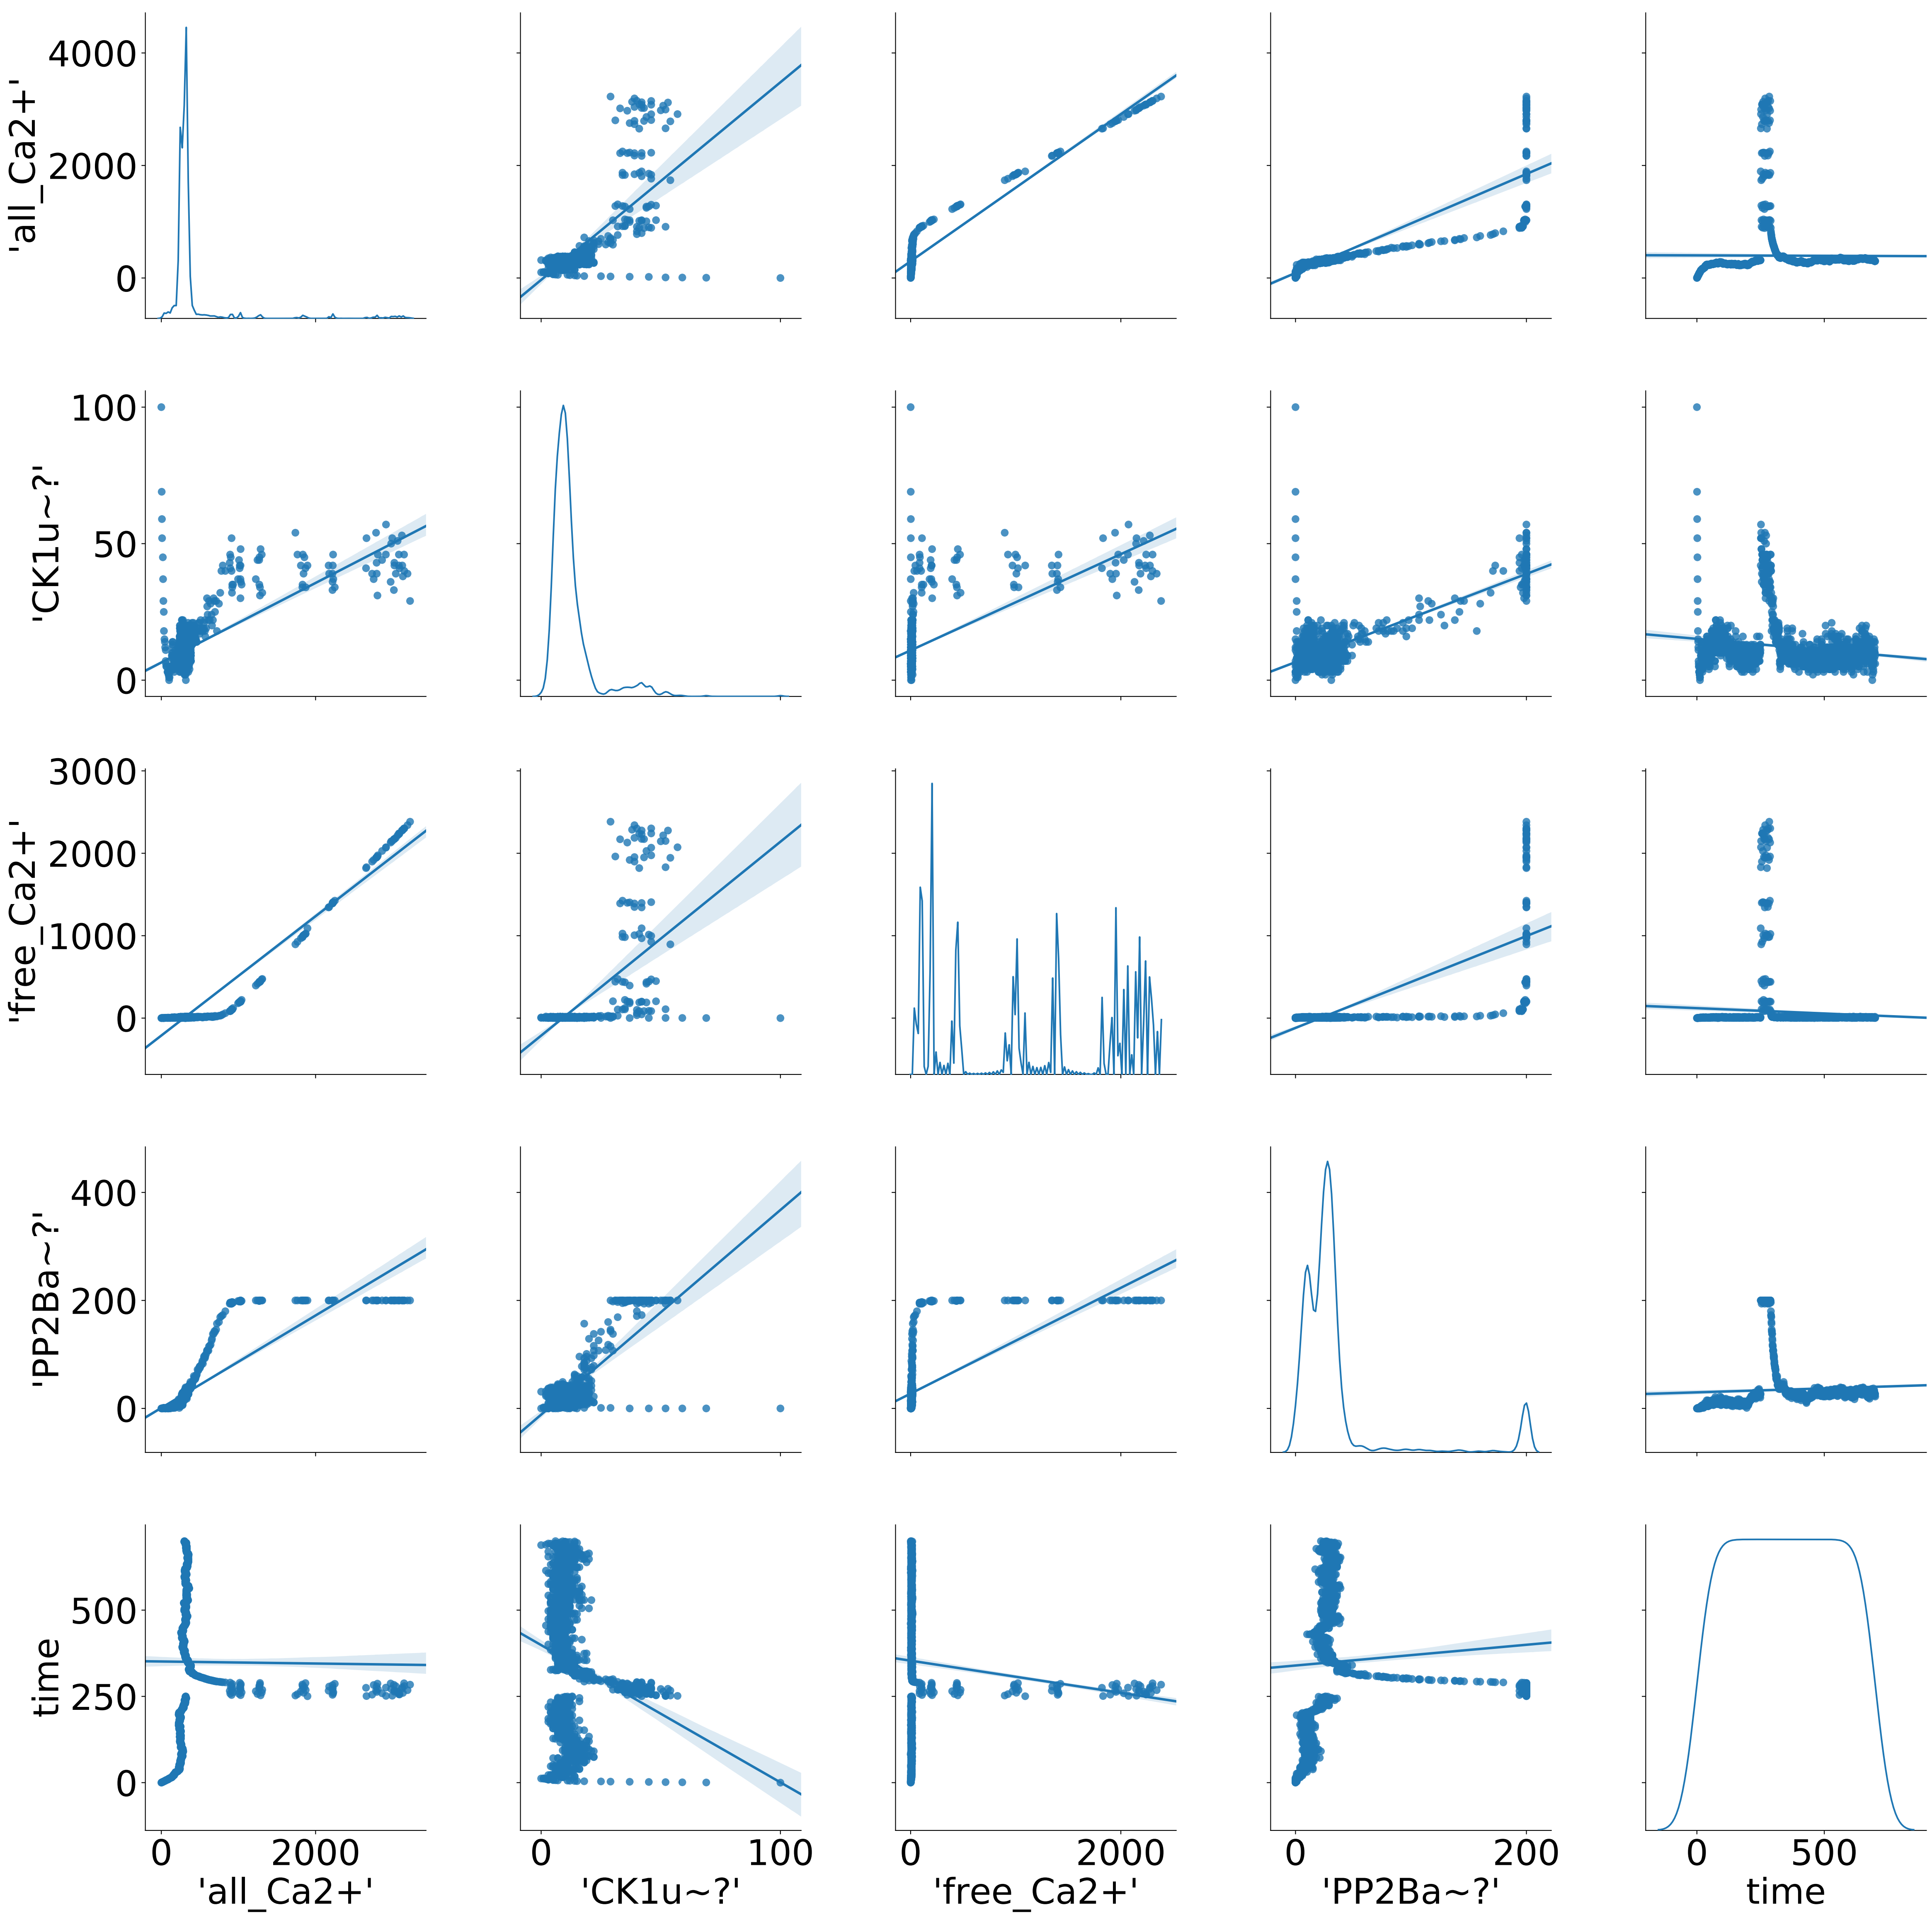 4000
2000
0
'all_Ca2+'
100
50
0
'CK1u~?'
3000
2000
1000
0
'free_Ca2+'
400
200
0
'PP2Ba~?'
500
250
0
time
0 2000 0 100 0 2000 0 200 0 500
'all_Ca2+' 'CK1u~?' 'free_Ca2+' 'PP2Ba~?' time